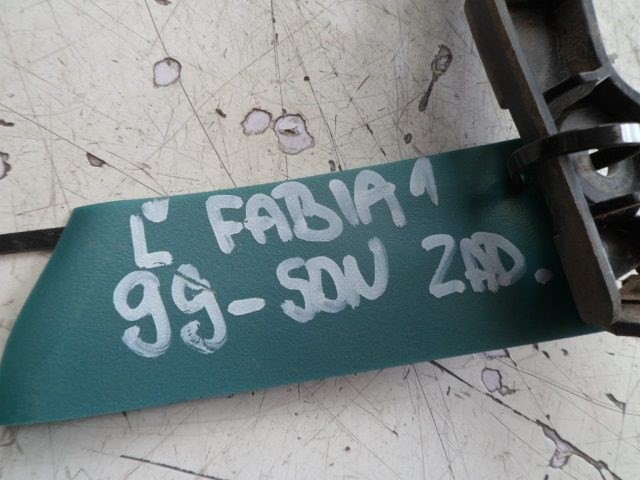 L FABIA 1
99- SDN ZAD.